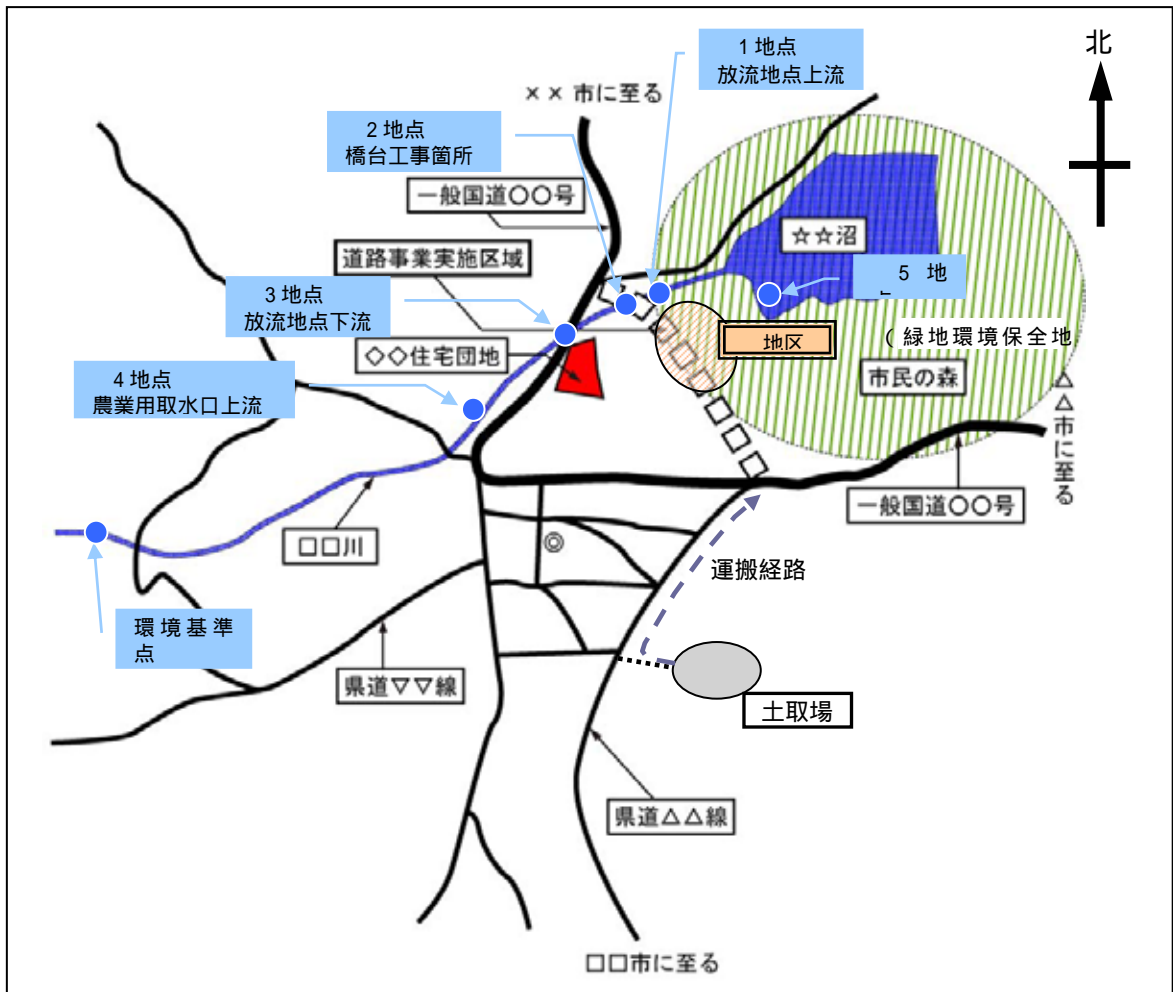 1 地点
放流地点上流
北
×× 市に至る
2 地点
橋台工事箇所
一般国道〇〇号
☆☆沼
道路事業実施区域
5 地
3 地点
放流地点下流
地区
(緑地環境保全地
◇◇住宅団地
市民の森
4 地点
農業用取水口上流
△△市に至る
一般国道〇〇号
□□川
◎
運搬経路
環境基準
点
県道▽▽線
土取場
県道△△線
□□市に至る